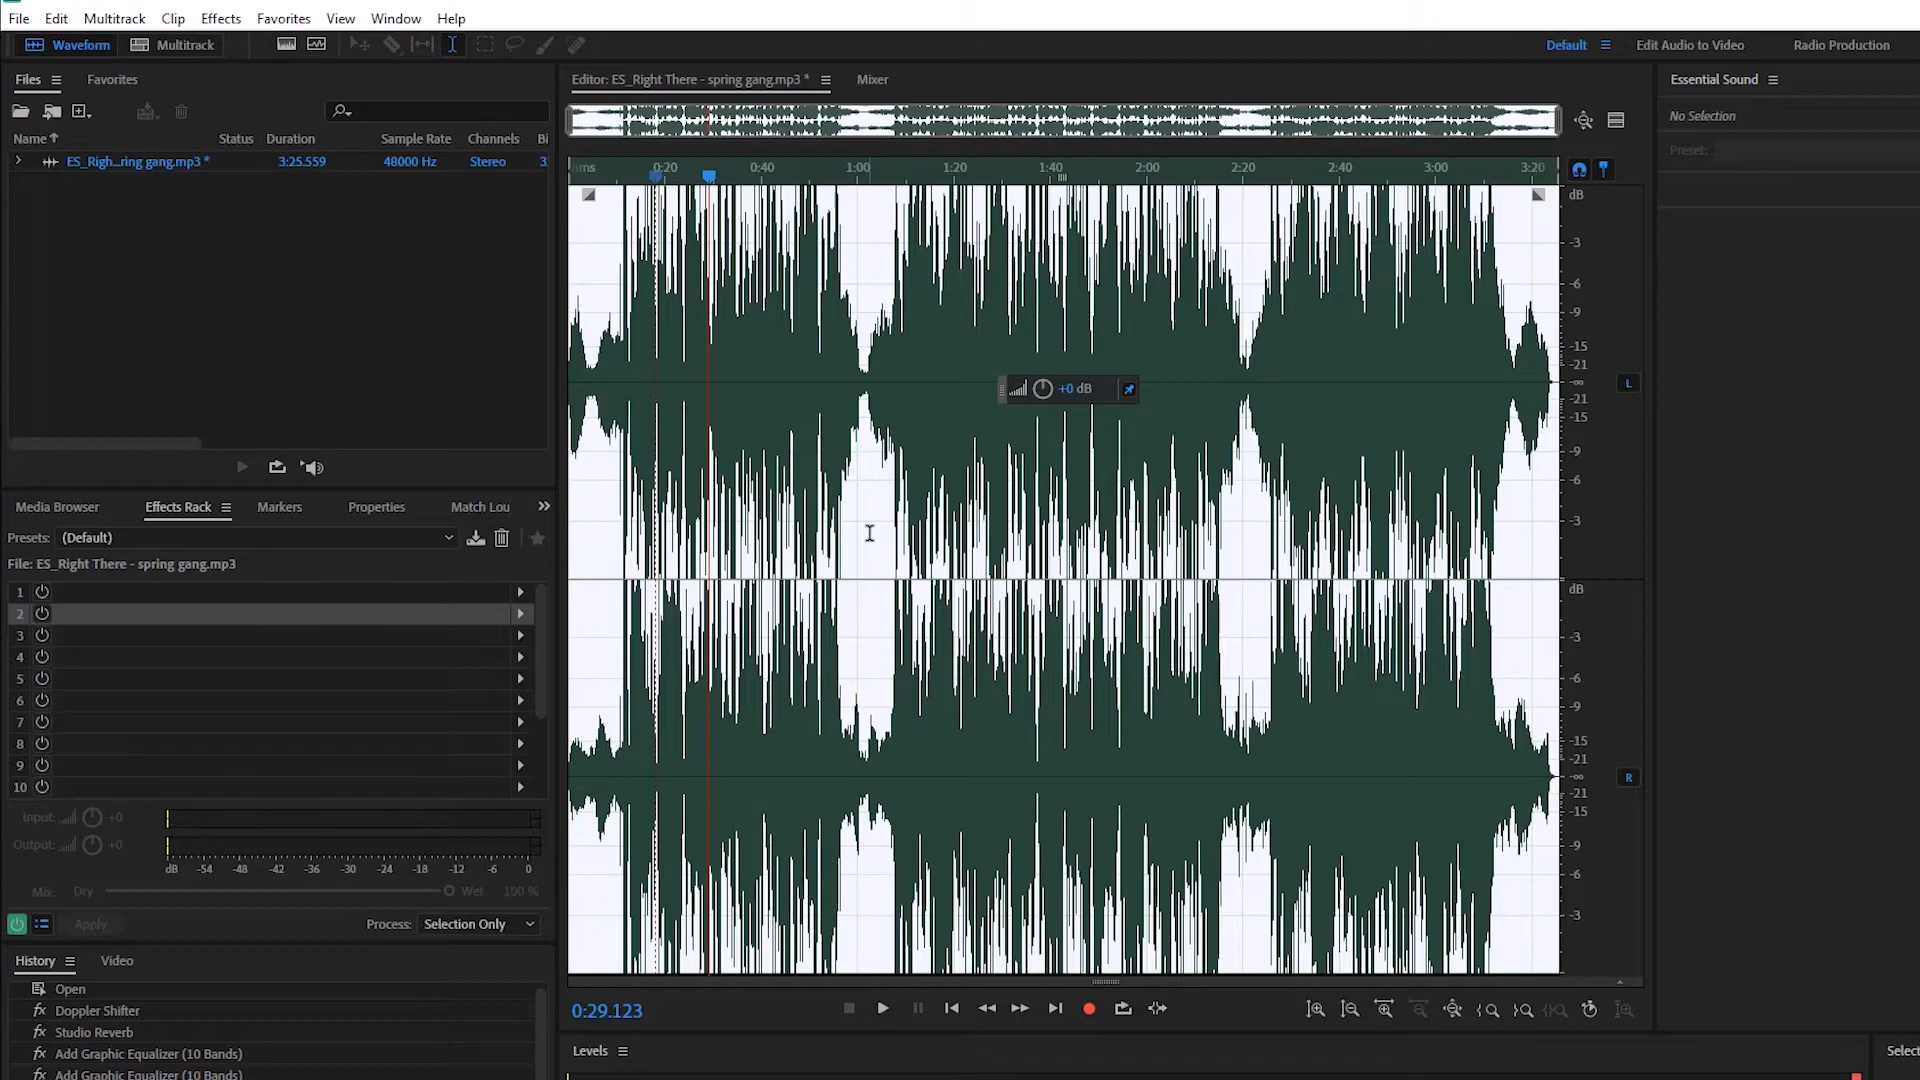 File Edit Multitrack Clip Effects Favorites View Window Help
Waveform Multitrack Default Edit Audio to Video Radio Production
Files Favorites Editor: ES_Right There - spring gang.mp3 * Mixer Essential Sound
No Selection
Name Status Duration Sample Rate Channels Bi
Preset:
ES_Righ...ring gang.mp3 * 3:25.559 48000 Hz Stereo 3
hms 0:20 0:40 1:00 1:20 1:40 2:00 2:20 2:40 3:00 3:20
dB
-3
-6
-9
-15
-21
-∞
-21
-15
-9
-6
-3
L
+0 dB
dB
-3
-6
-9
-15
-21
-∞
-21
-15
-9
-6
-3
R
Media Browser Effects Rack Markers Properties Match Lou
Presets: (Default)
File: ES_Right There - spring gang.mp3
1
2
3
4
5
6
7
8
9
10
Input: +0
Output: +0
dB -54 -48 -42 -36 -30 -24 -18 -12 -6 0
Mix: Dry Wet 100 %
Apply Process: Selection Only
History Video
Open
fx Doppler Shifter
fx Studio Reverb
fx Add Graphic Equalizer (10 Bands)
fx Add Graphic Equalizer (10 Bands)
0:29.123
Levels
Select